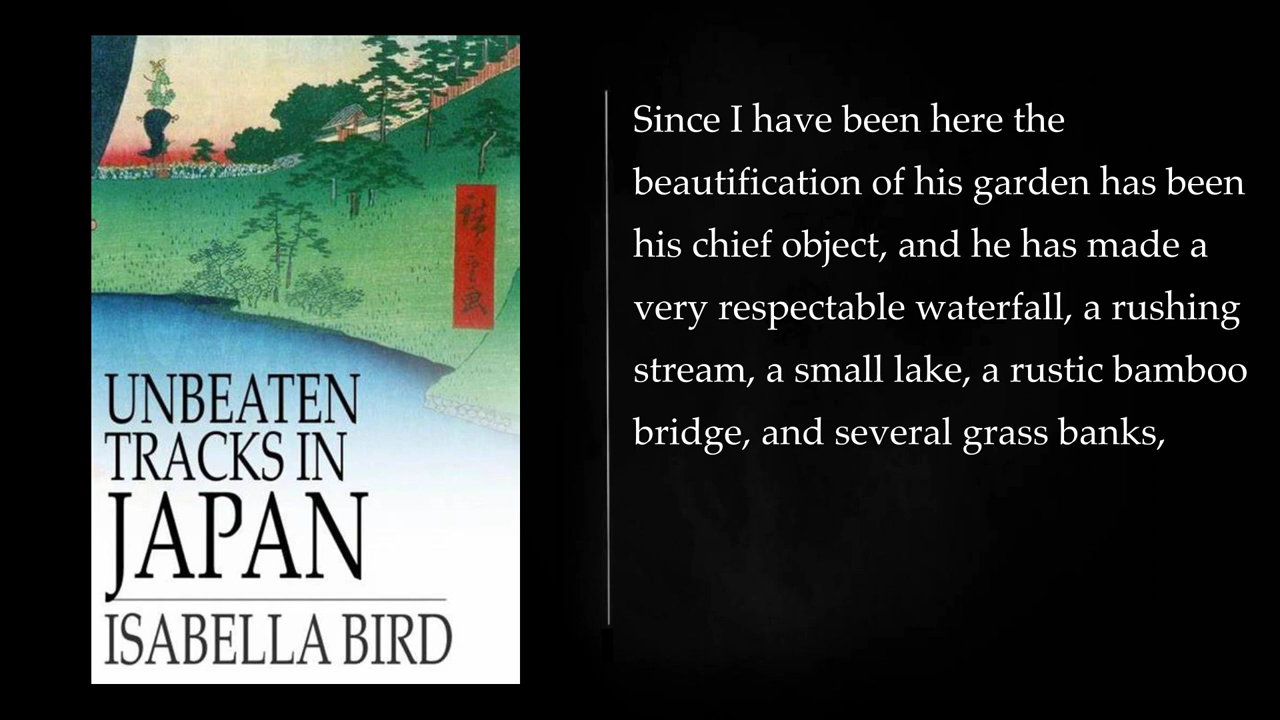 UNBEATEN
TRACKS IN
JAPAN
ISABELLA BIRD
Since I have been here the
beautification of his garden has been
his chief object, and he has made a
very respectable waterfall, a rushing
stream, a small lake, a rustic bamboo
bridge, and several grass banks,